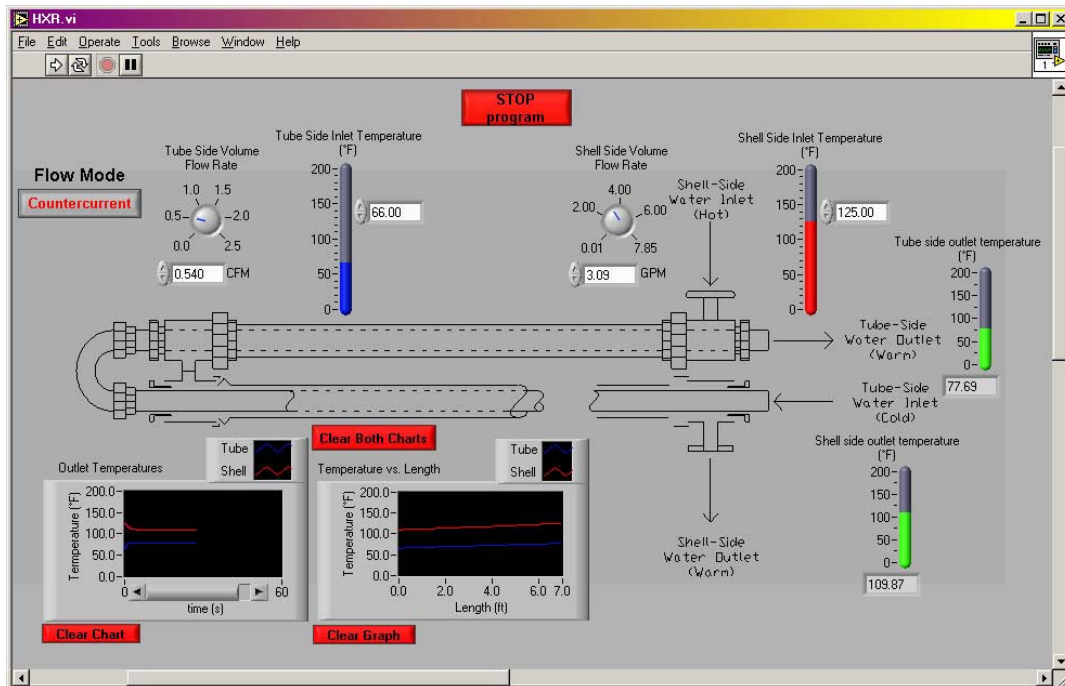 HXR.vi
File Edit Operate Tools Browse Window Help
1
STOP
program
Flow Mode
Countercurrent
Tube Side Volume
Flow Rate
1.0 1.5
0.5 2.0
0.0 2.5
0.540 CFM
Tube Side Inlet Temperature
(°F)
200
150
100
50
0
66.00
Shell Side Volume
Flow Rate
4.00
2.00 6.00
0.01 7.85
3.09 GPM
Shell-Side
Water Inlet
(Hot)
Shell Side Inlet Temperature
(°F)
200
150
100
50
0
125.00
Tube side outlet temperature
(°F)
200
150
100
50
0
77.69
Tube-Side
Water Outlet
(Warm)
Tube-Side
Water Inlet
(Cold)
Shell side outlet temperature
(°F)
200
150
100
50
0
109.87
Shell-Side
Water Outlet
(Warm)
Clear Both Charts
Outlet Temperatures
Tube
Shell
Termperature (°F)
200.0
150.0
100.0
50.0
0.0
0 60
time (s)
Clear Chart
Temperature vs. Length
Tube
Shell
Temperature (°F)
200.0
150.0
100.0
50.0
0.0
0.0 2.0 4.0 6.0 7.0
Length (ft)
Clear Graph